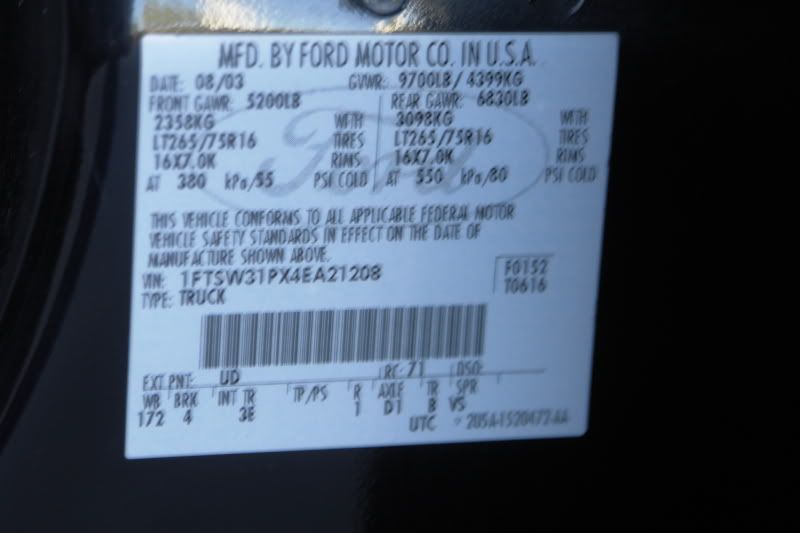 MFD. BY FORD MOTOR CO. IN U.S.A.
DATE: 08/03 GVWR: 9700LB/ 4399KG
FRONT GAWR: 5200LB REAR GAWR: 6830LB
2358KG WITH 3098KG WITH
LT265/75R16 TIRES LT265/75R16 TIRES
16X7.0K RIMS 16X7.0K RIMS
AT 380 kPa/55 PSI COLD AT 550 kPa/80 PSI COLD
Ford
THIS VEHICLE CONFORMS TO ALL APPLICABLE FEDERAL MOTOR
VEHICLE SAFETY STANDARDS IN EFFECT ON THE DATE OF
MANUFACTURE SHOWN ABOVE.
VIN: 1FTSW31PX4EA21208 F0152
TYPE: TRUCK T0616
EXT PNT: UD RC: 71 DSO:
WB BRK INT TR TP/PS R AXLE TR SPR
172 4 3E 1 D1 B VS
UTC 2U5A-1520472-AA